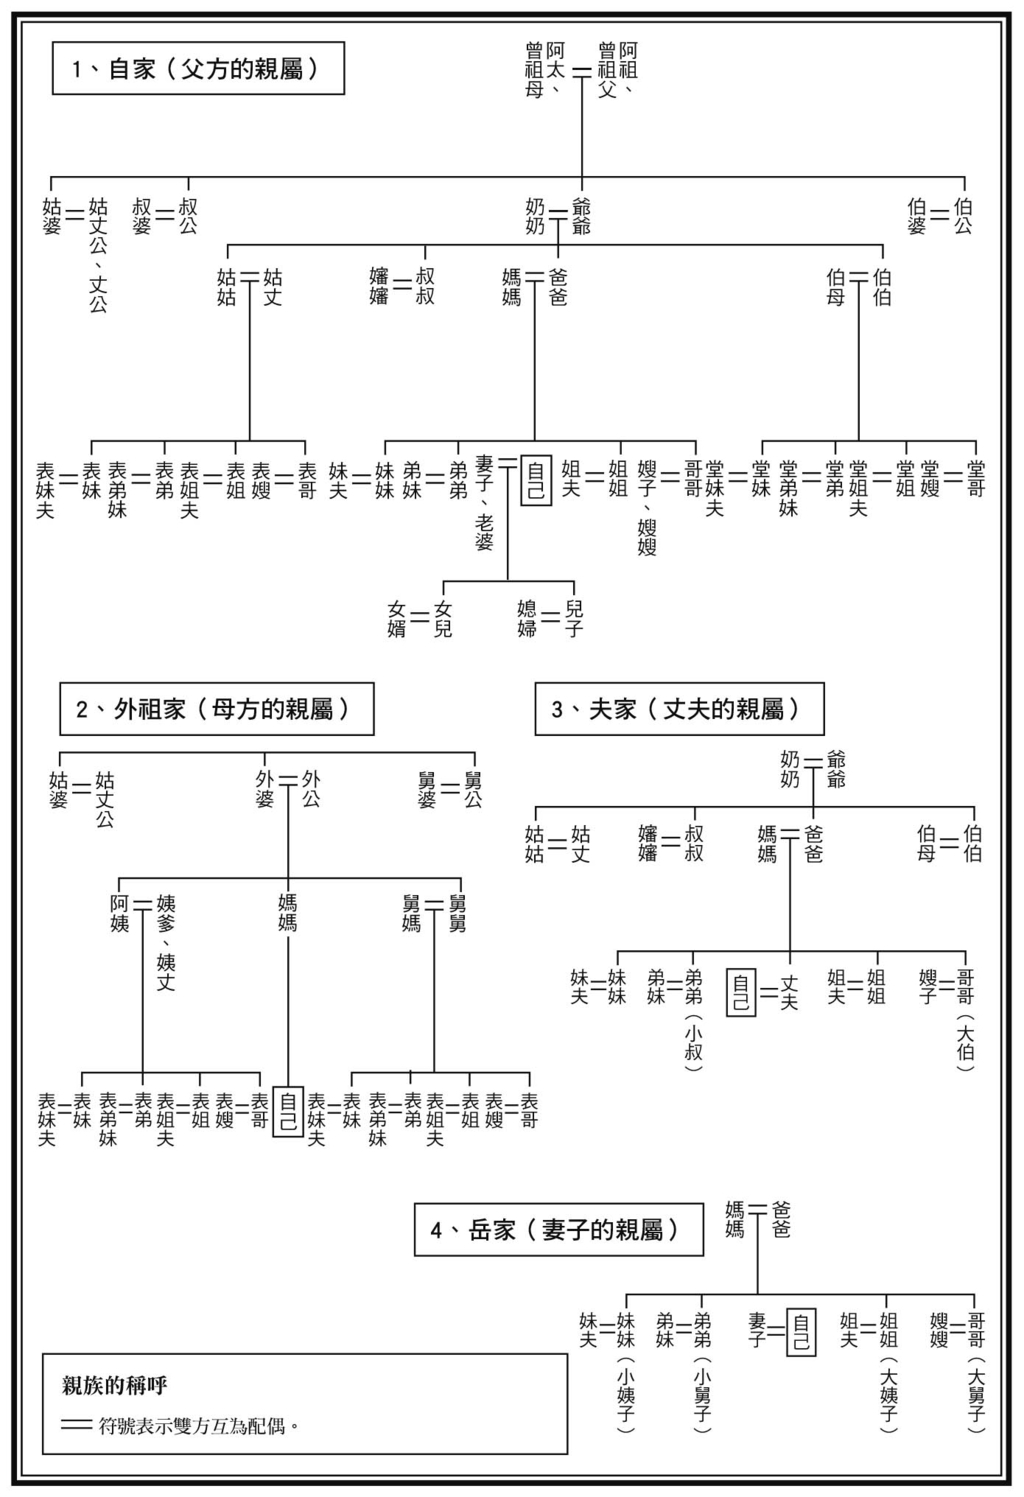 1、自家（父方的親屬）
阿祖、曾祖父
阿太、曾祖母
伯公
伯婆
爺爺
奶奶
叔公
叔婆
姑丈公、丈公
姑婆
伯伯
伯母
爸爸
媽媽
叔叔
嬸嬸
姑丈
姑姑
堂哥
堂嫂
堂姐
堂姐夫
堂弟
堂弟妹
堂妹
堂妹夫
哥哥
嫂子、嫂嫂
姐姐
姐夫
自己
妻子、老婆
弟弟
弟妹
妹妹
妹夫
表哥
表嫂
表姐
表姐夫
表弟
表弟妹
表妹
表妹夫
兒子
媳婦
女兒
女婿
2、外祖家（母方的親屬）
舅公
舅婆
外公
外婆
姑丈公
姑婆
舅舅
舅媽
媽媽
姨爹、姨丈
阿姨
表哥
表嫂
表姐
表姐夫
表弟
表弟妹
表妹
表妹夫
自己
表哥
表嫂
表姐
表姐夫
表弟
表弟妹
表妹
表妹夫
3、夫家（丈夫的親屬）
爺爺
奶奶
伯伯
伯母
爸爸
媽媽
叔叔
嬸嬸
姑丈
姑姑
哥哥（大伯）
嫂子
姐姐
姐夫
丈夫
自己
弟弟（小叔）
弟妹
妹妹
妹夫
4、岳家（妻子的親屬）
爸爸
媽媽
哥哥（大舅子）
嫂嫂
姐姐（大姨子）
姐夫
自己
妻子
弟弟（小舅子）
弟妹
妹妹（小姨子）
妹夫
親族的稱呼
符號表示雙方互為配偶。